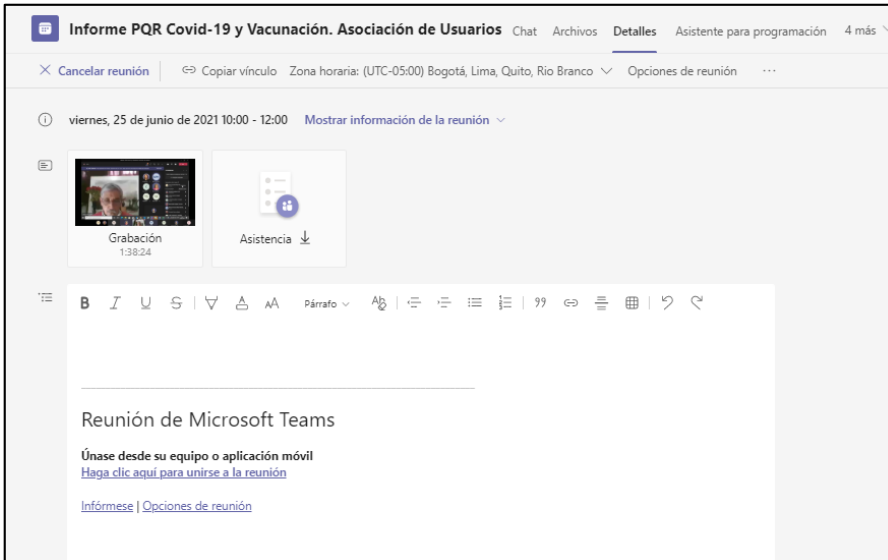 Informe PQR Covid-19 y Vacunación. Asociación de Usuarios Chat Archivos Detalles Asistente para programación 4 más
Cancelar reunión Copiar vínculo Zona horaria: (UTC-05:00) Bogotá, Lima, Quito, Rio Branco Opciones de reunión ...
viernes, 25 de junio de 2021 10:00 - 12:00 Mostrar información de la reunión
Grabación
1:38:24
Asistencia
B I U S A AA Párrafo Ab
Reunión de Microsoft Teams
Únase desde su equipo o aplicación móvil
Haga clic aquí para unirse a la reunión
Infórmese | Opciones de reunión